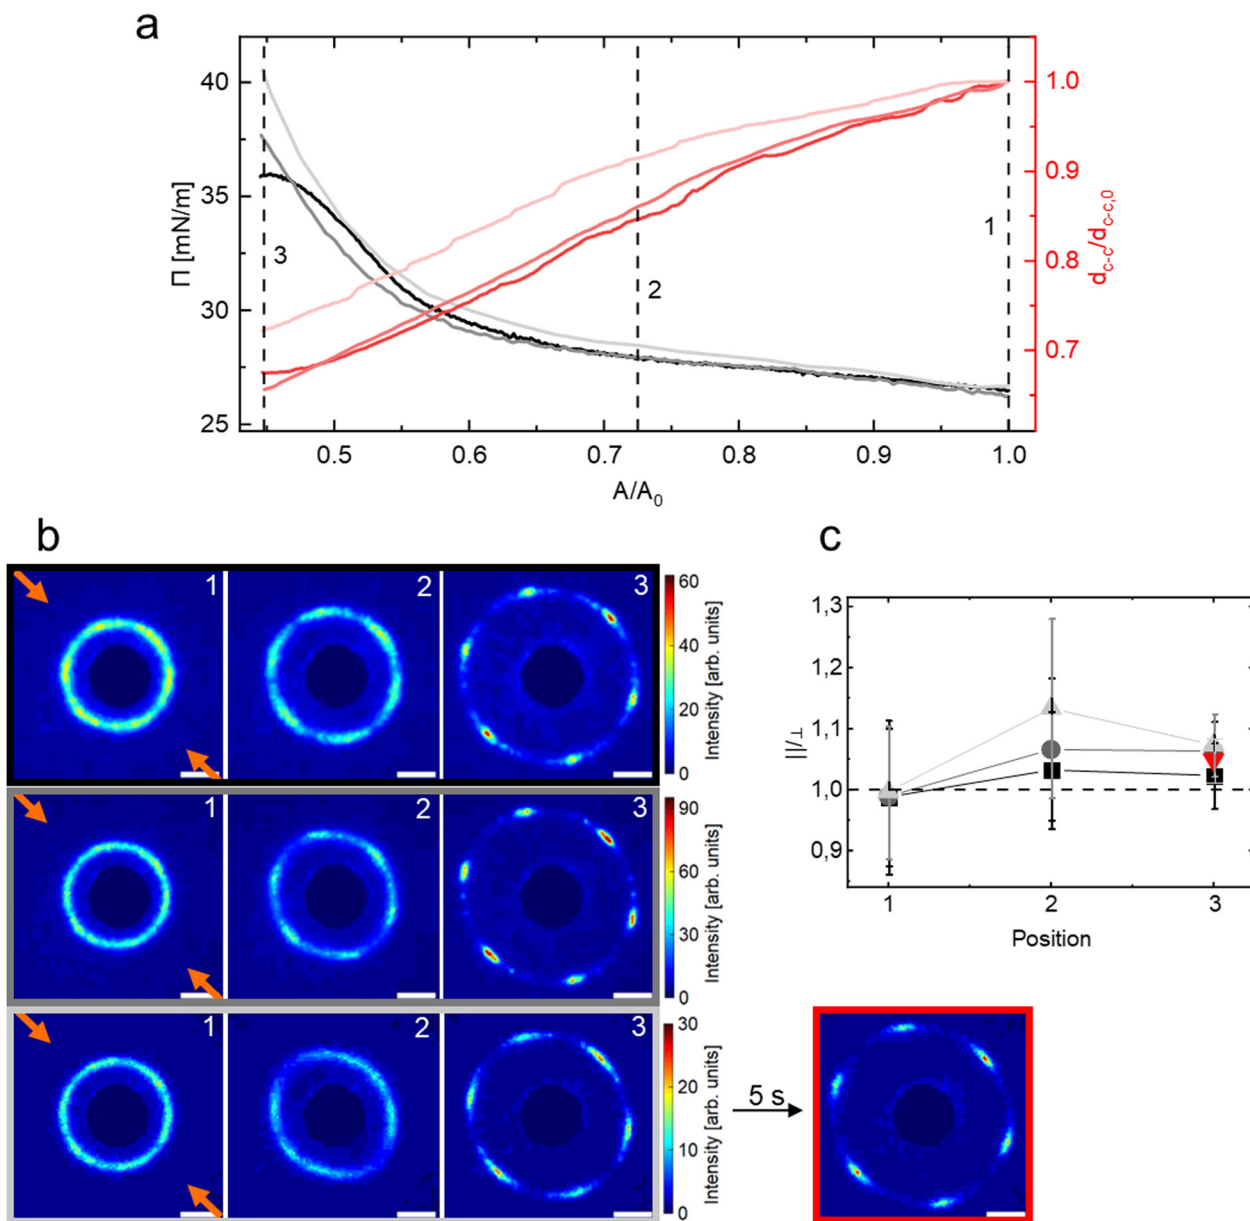 a
40
35
30
25
Π [mN/m]
3
2
1
1.0
0.9
0.8
0.7
d_c-c/d_c-c,0
0.5 0.6 0.7 0.8 0.9 1.0
A/A_0
b
1 2 3
60
40
20
0
Intensity [arb. units]
1 2 3
90
60
30
0
Intensity [arb. units]
1 2 3
30
20
10
0
Intensity [arb. units]
5 s
c
1,3
1,2
1,1
1,0
0,9
||/⊥
1 2 3
Position